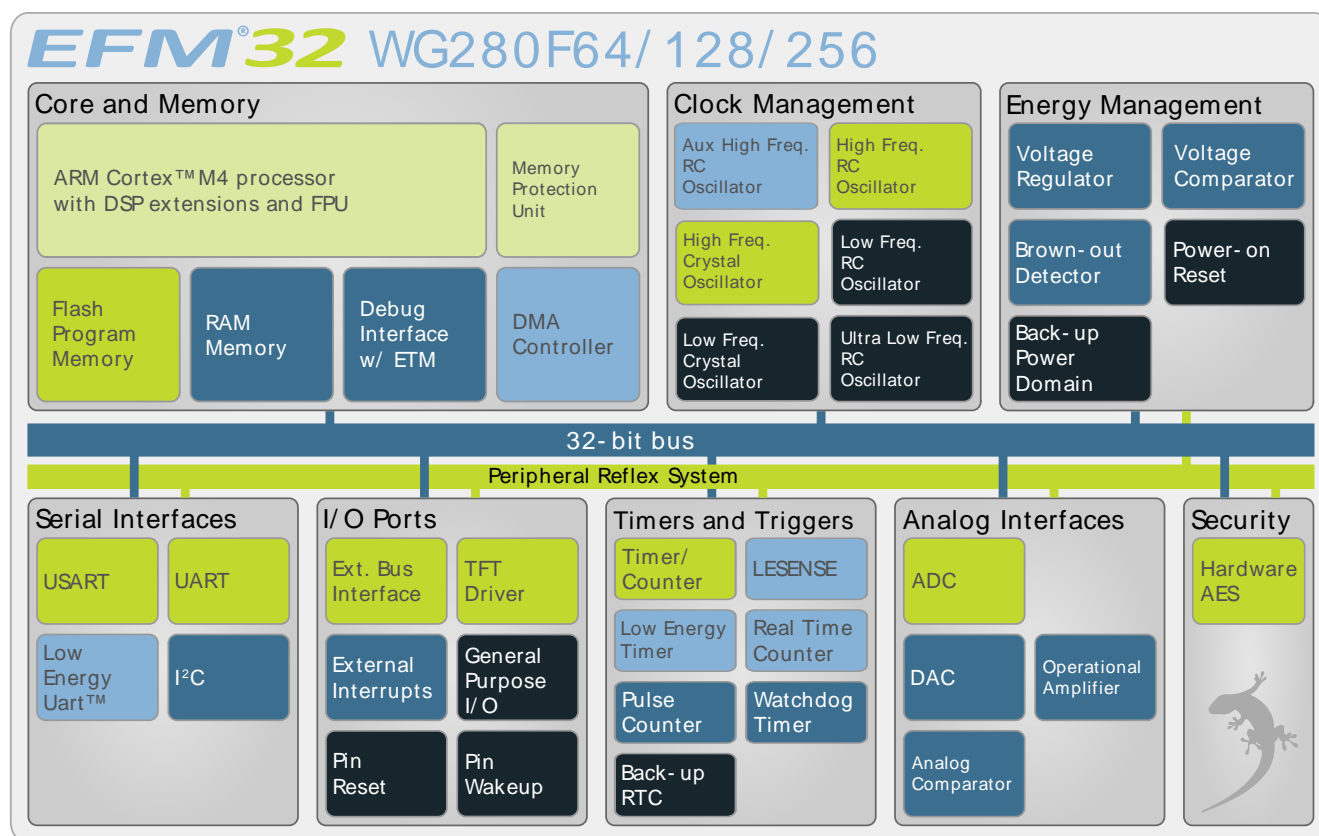 EFM®32 WG280F64/128/256
Core and Memory
ARM Cortex™ M4 processor
with DSP extensions and FPU
Memory
Protection
Unit
Flash
Program
Memory
RAM
Memory
Debug
Interface
w/ ETM
DMA
Controller
Clock Management
Aux High Freq.
RC
Oscillator
High Freq.
RC
Oscillator
High Freq.
Crystal
Oscillator
Low Freq.
RC
Oscillator
Low Freq.
Crystal
Oscillator
Ultra Low Freq.
RC
Oscillator
Energy Management
Voltage
Regulator
Voltage
Comparator
Brown-out
Detector
Power-on
Reset
Back-up
Power
Domain
32-bit bus
Peripheral Reflex System
Serial Interfaces
USART
UART
Low
Energy
Uart™
I²C
I/O Ports
Ext. Bus
Interface
TFT
Driver
External
Interrupts
General
Purpose
I/O
Pin
Reset
Pin
Wakeup
Timers and Triggers
Timer/
Counter
LESENSE
Low Energy
Timer
Real Time
Counter
Pulse
Counter
Watchdog
Timer
Back-up
RTC
Analog Interfaces
ADC
DAC
Operational
Amplifier
Analog
Comparator
Security
Hardware
AES